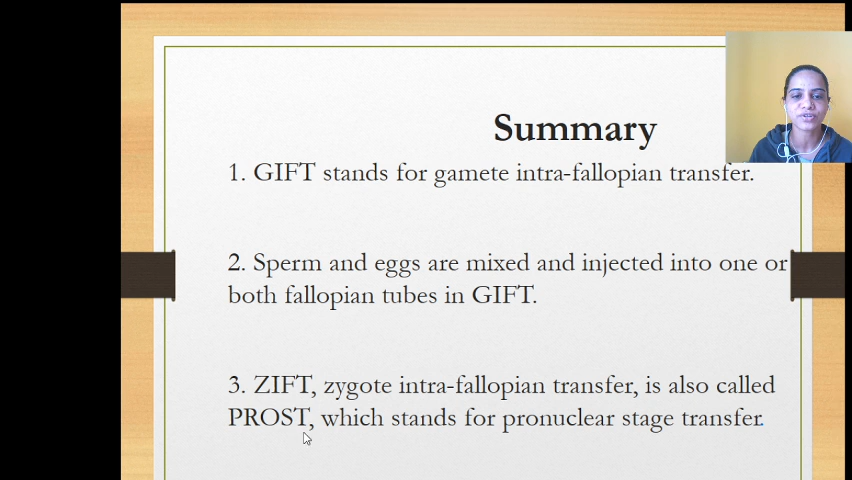 Summary
1. GIFT stands for gamete intra-fallopian transfer.
2. Sperm and eggs are mixed and injected into one or
both fallopian tubes in GIFT.
3. ZIFT, zygote intra-fallopian transfer, is also called
PROST, which stands for pronuclear stage transfer.